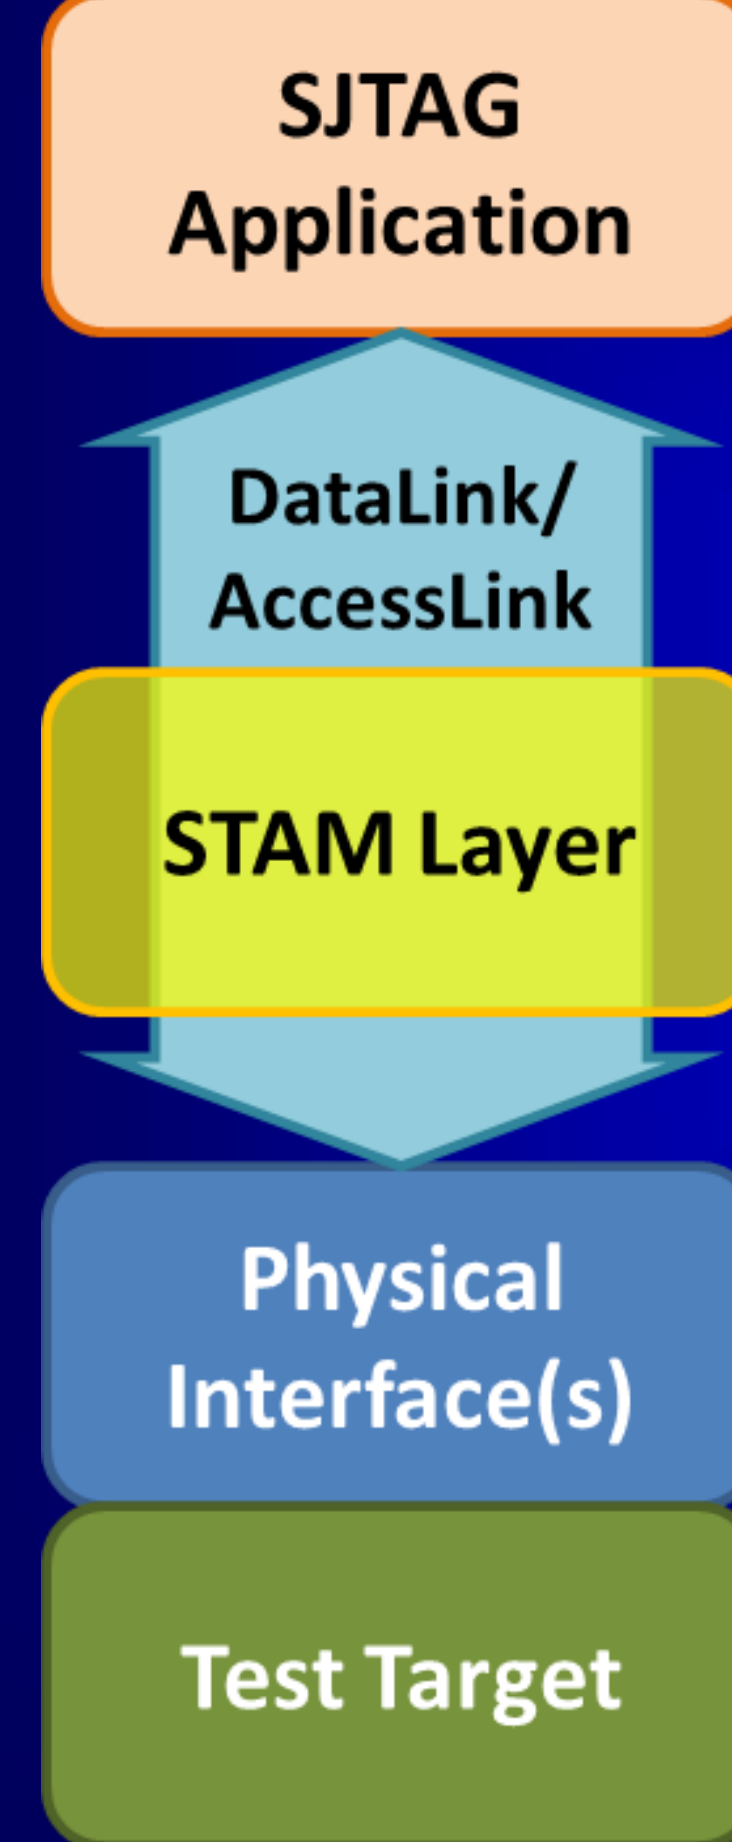 SJTAG
Application
DataLink/
AccessLink
STAM Layer
Physical
Interface(s)
Test Target